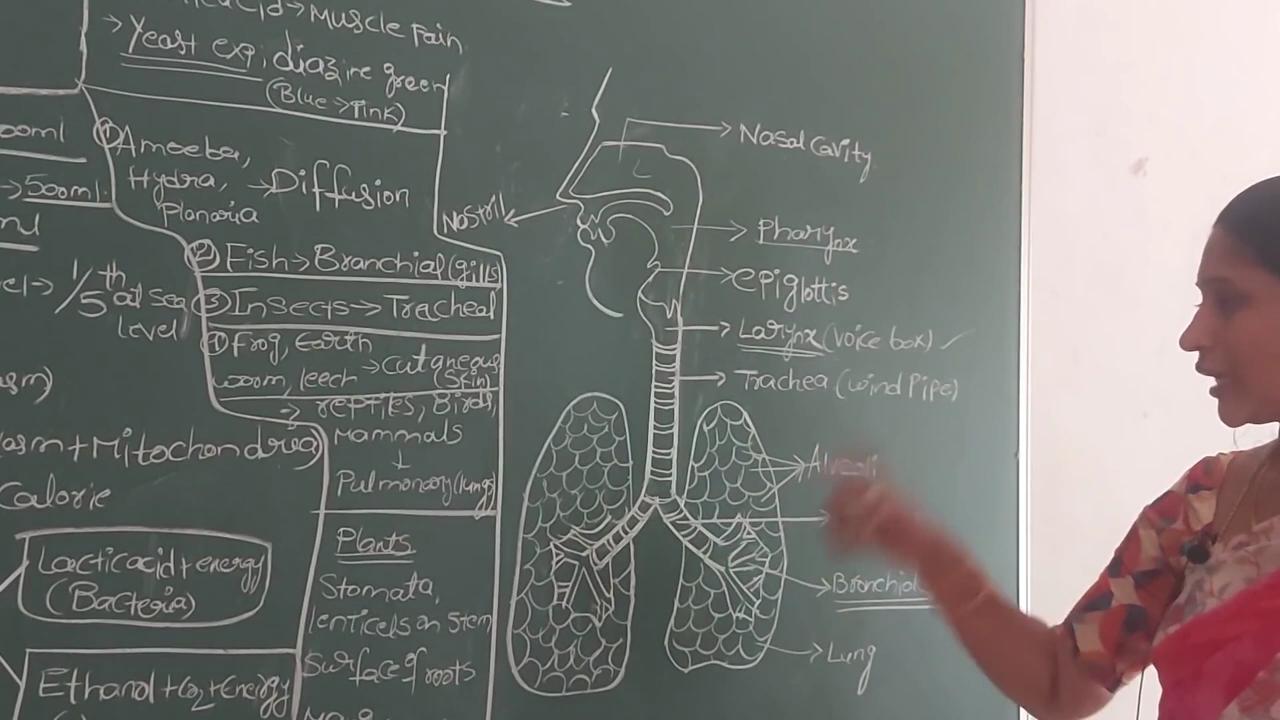 → Muscle Pain
→ Yeast exp; diazine green
(Blue → Pink)
① Amoeba,
Hydra,
Planaria
→ Diffusion
② Fish → Branchial (gills)
③ Insects → Tracheal
④ Frog, Earth
worm, leech → cutaneous
(Skin)
→ reptiles, Birds,
Mammals
↓
Pulmonary (lungs)
Plants
Stomata,
lenticels on stem
Surface of roots
→ 500ml
→ 1/5th at sea
level
+ Mitochondria
Calorie
Lactic acid + energy
(Bacteria)
Ethanol + CO2 + Energy
Nostril
Nasal Cavity
Pharynx
epiglottis
Larynx (voice box) ✓
Trachea (wind Pipe)
Bronchial
Lung